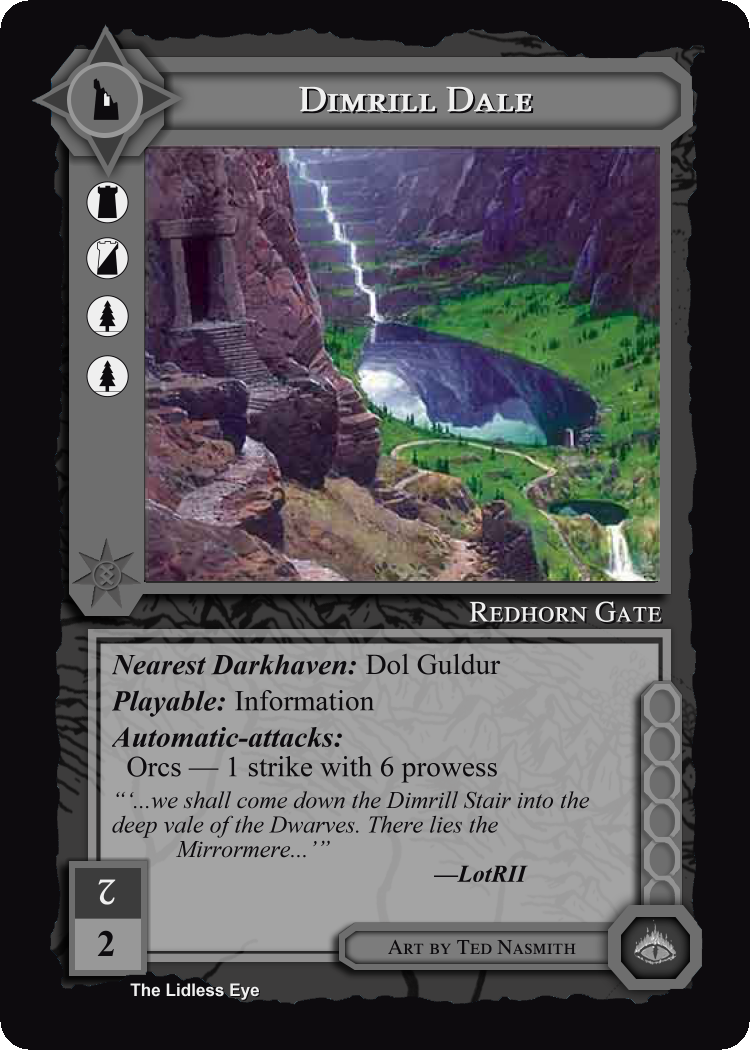 DIMRILL DALE
REDHORN GATE
Nearest Darkhaven: Dol Guldur
Playable: Information
Automatic-attacks:
Orcs — 1 strike with 6 prowess
“‘...we shall come down the Dimrill Stair into the
deep vale of the Dwarves. There lies the
Mirrormere...’”
—LotRII
2
2
ART BY TED NASMITH
The Lidless Eye